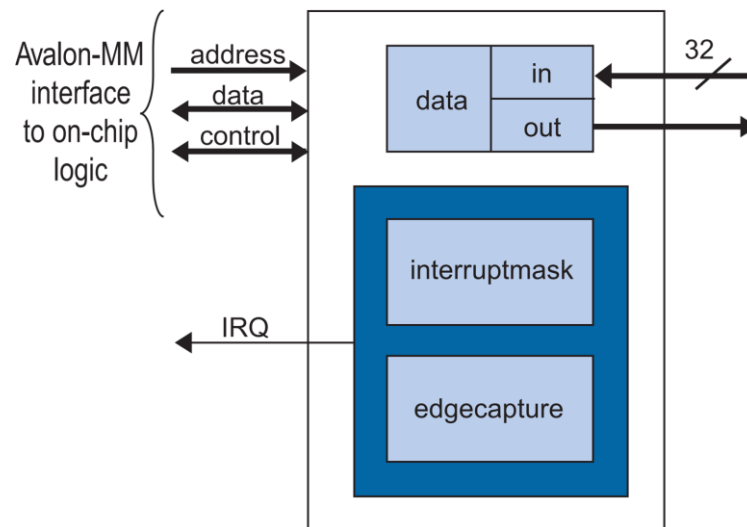 Avalon-MM
interface
to on-chip
logic
address
data
control
data
in
out
32
interruptmask
IRQ
edgecapture